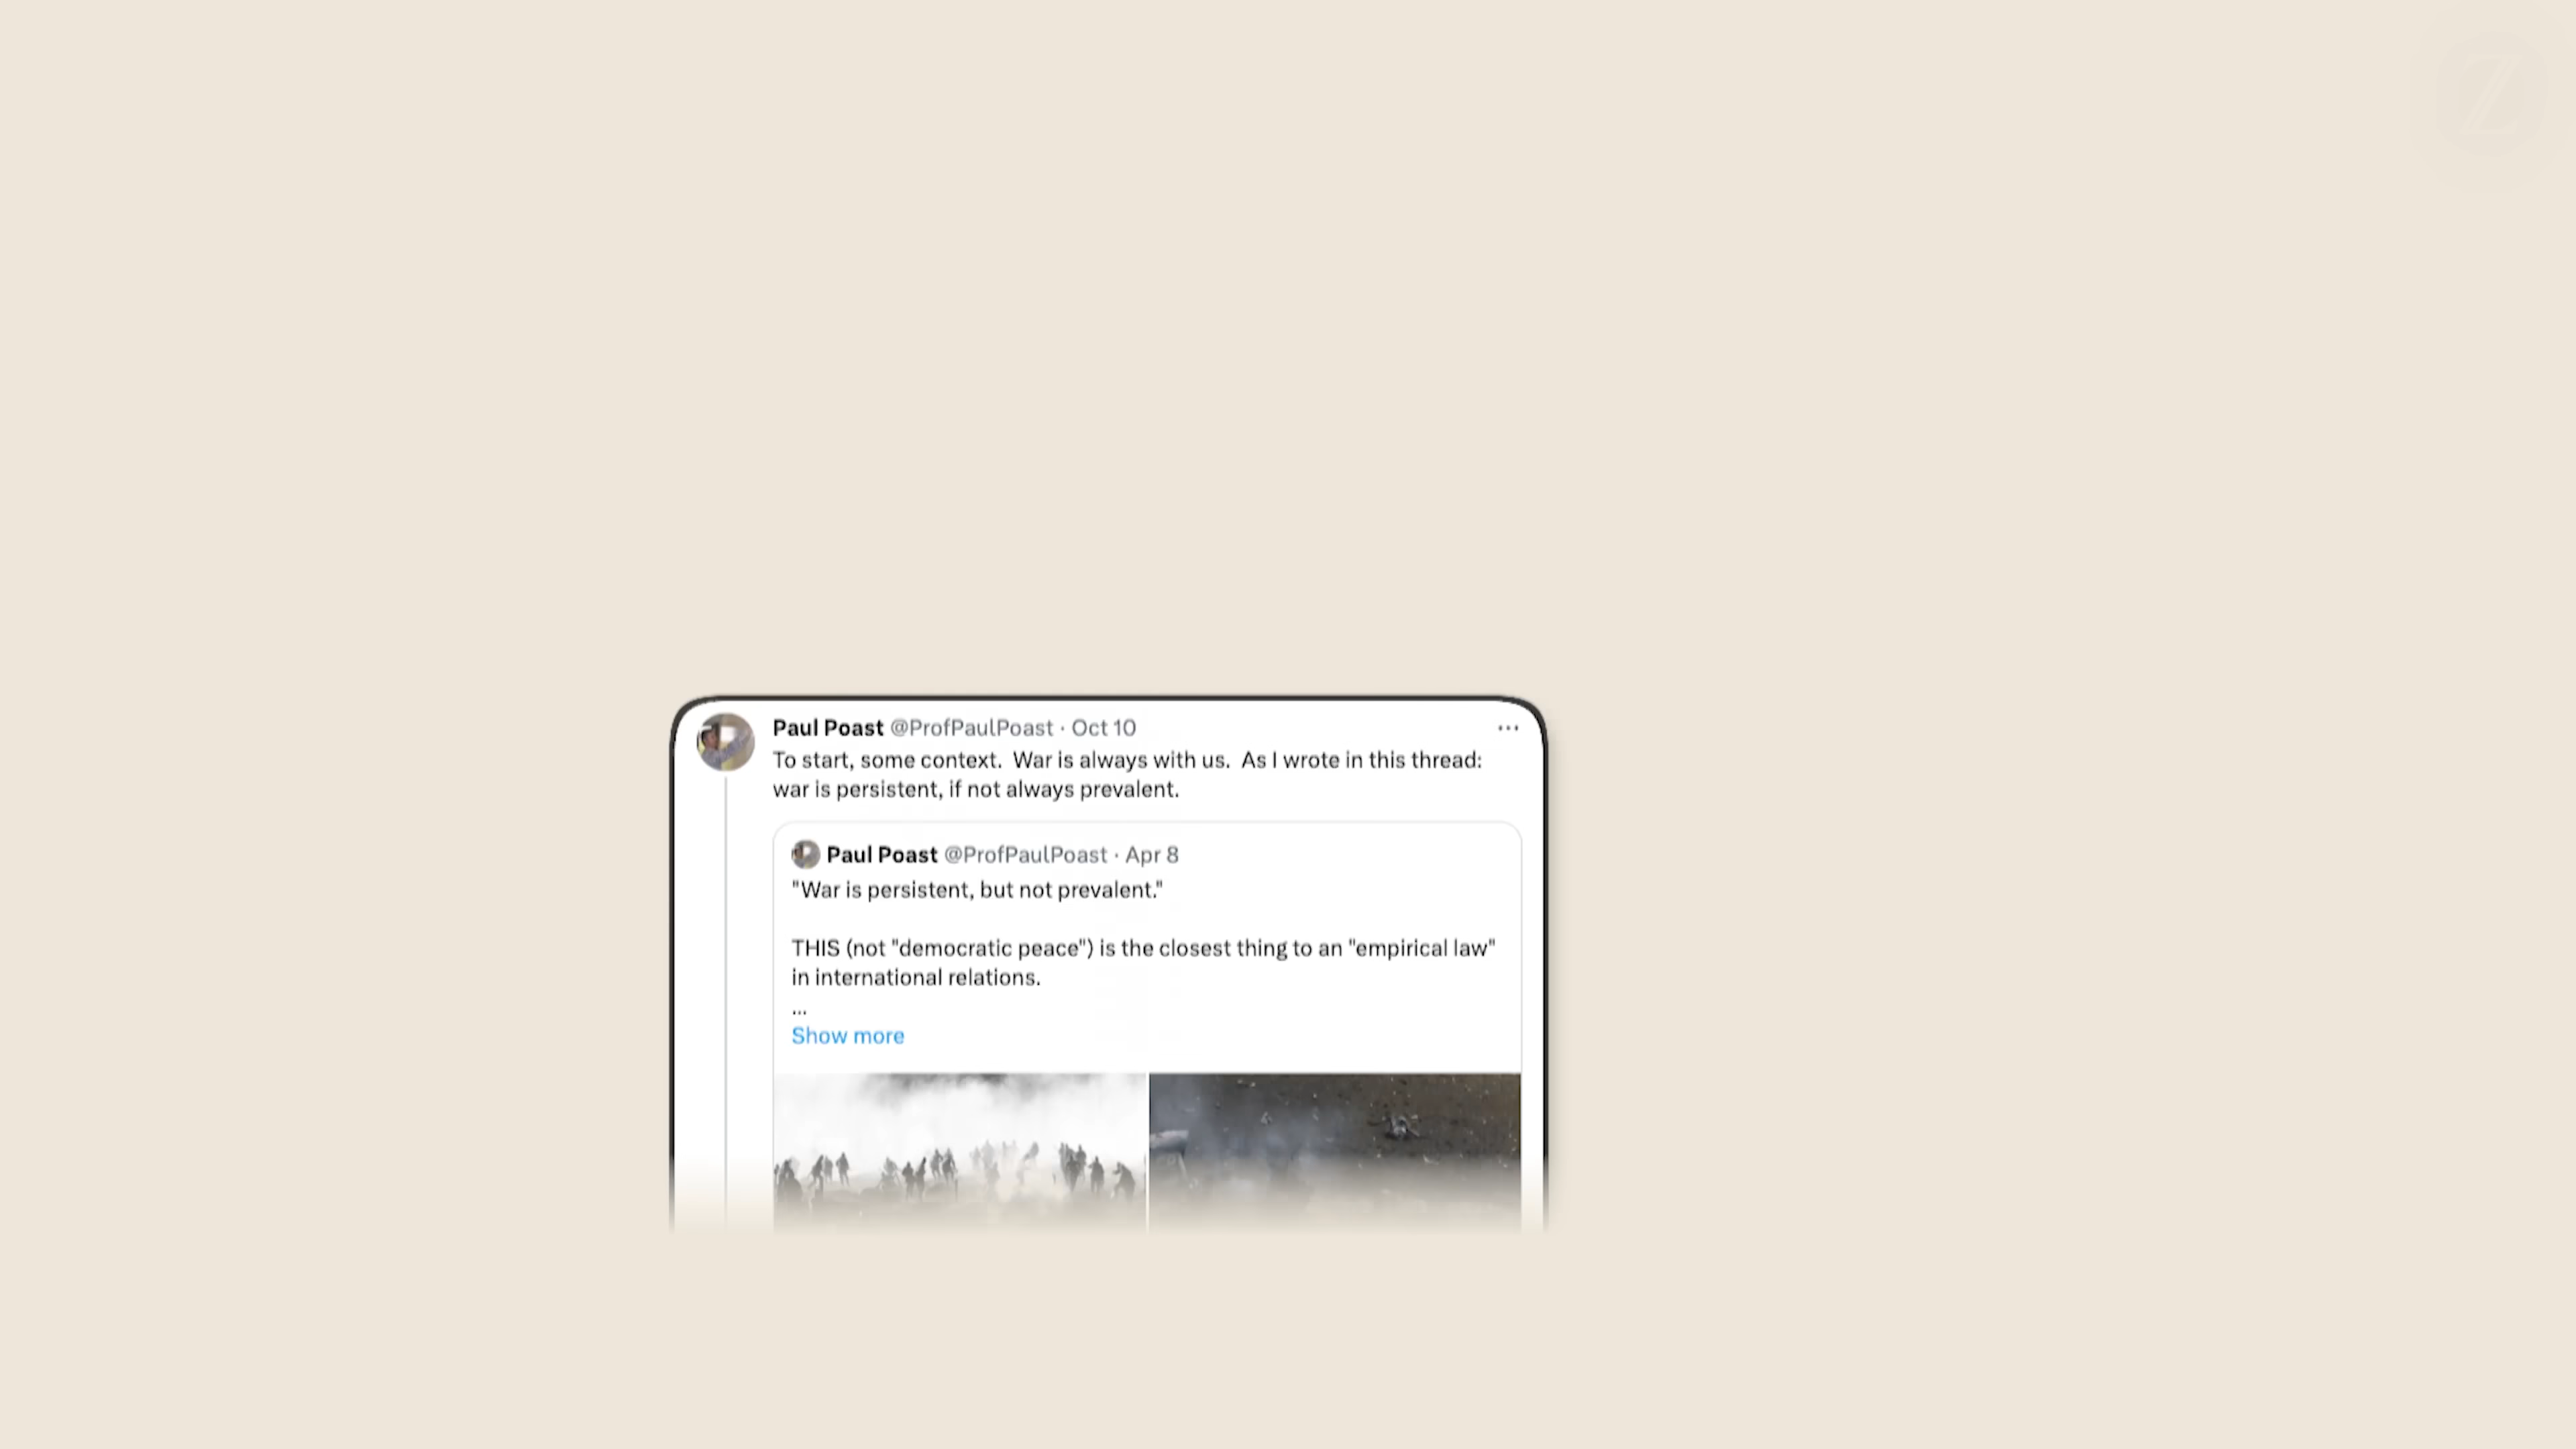 Paul Poast @ProfPaulPoast · Oct 10
To start, some context.  War is always with us.  As I wrote in this thread:
war is persistent, if not always prevalent.
Paul Poast @ProfPaulPoast · Apr 8
"War is persistent, but not prevalent."
THIS (not "democratic peace") is the closest thing to an "empirical law"
in international relations.
...
Show more
Z